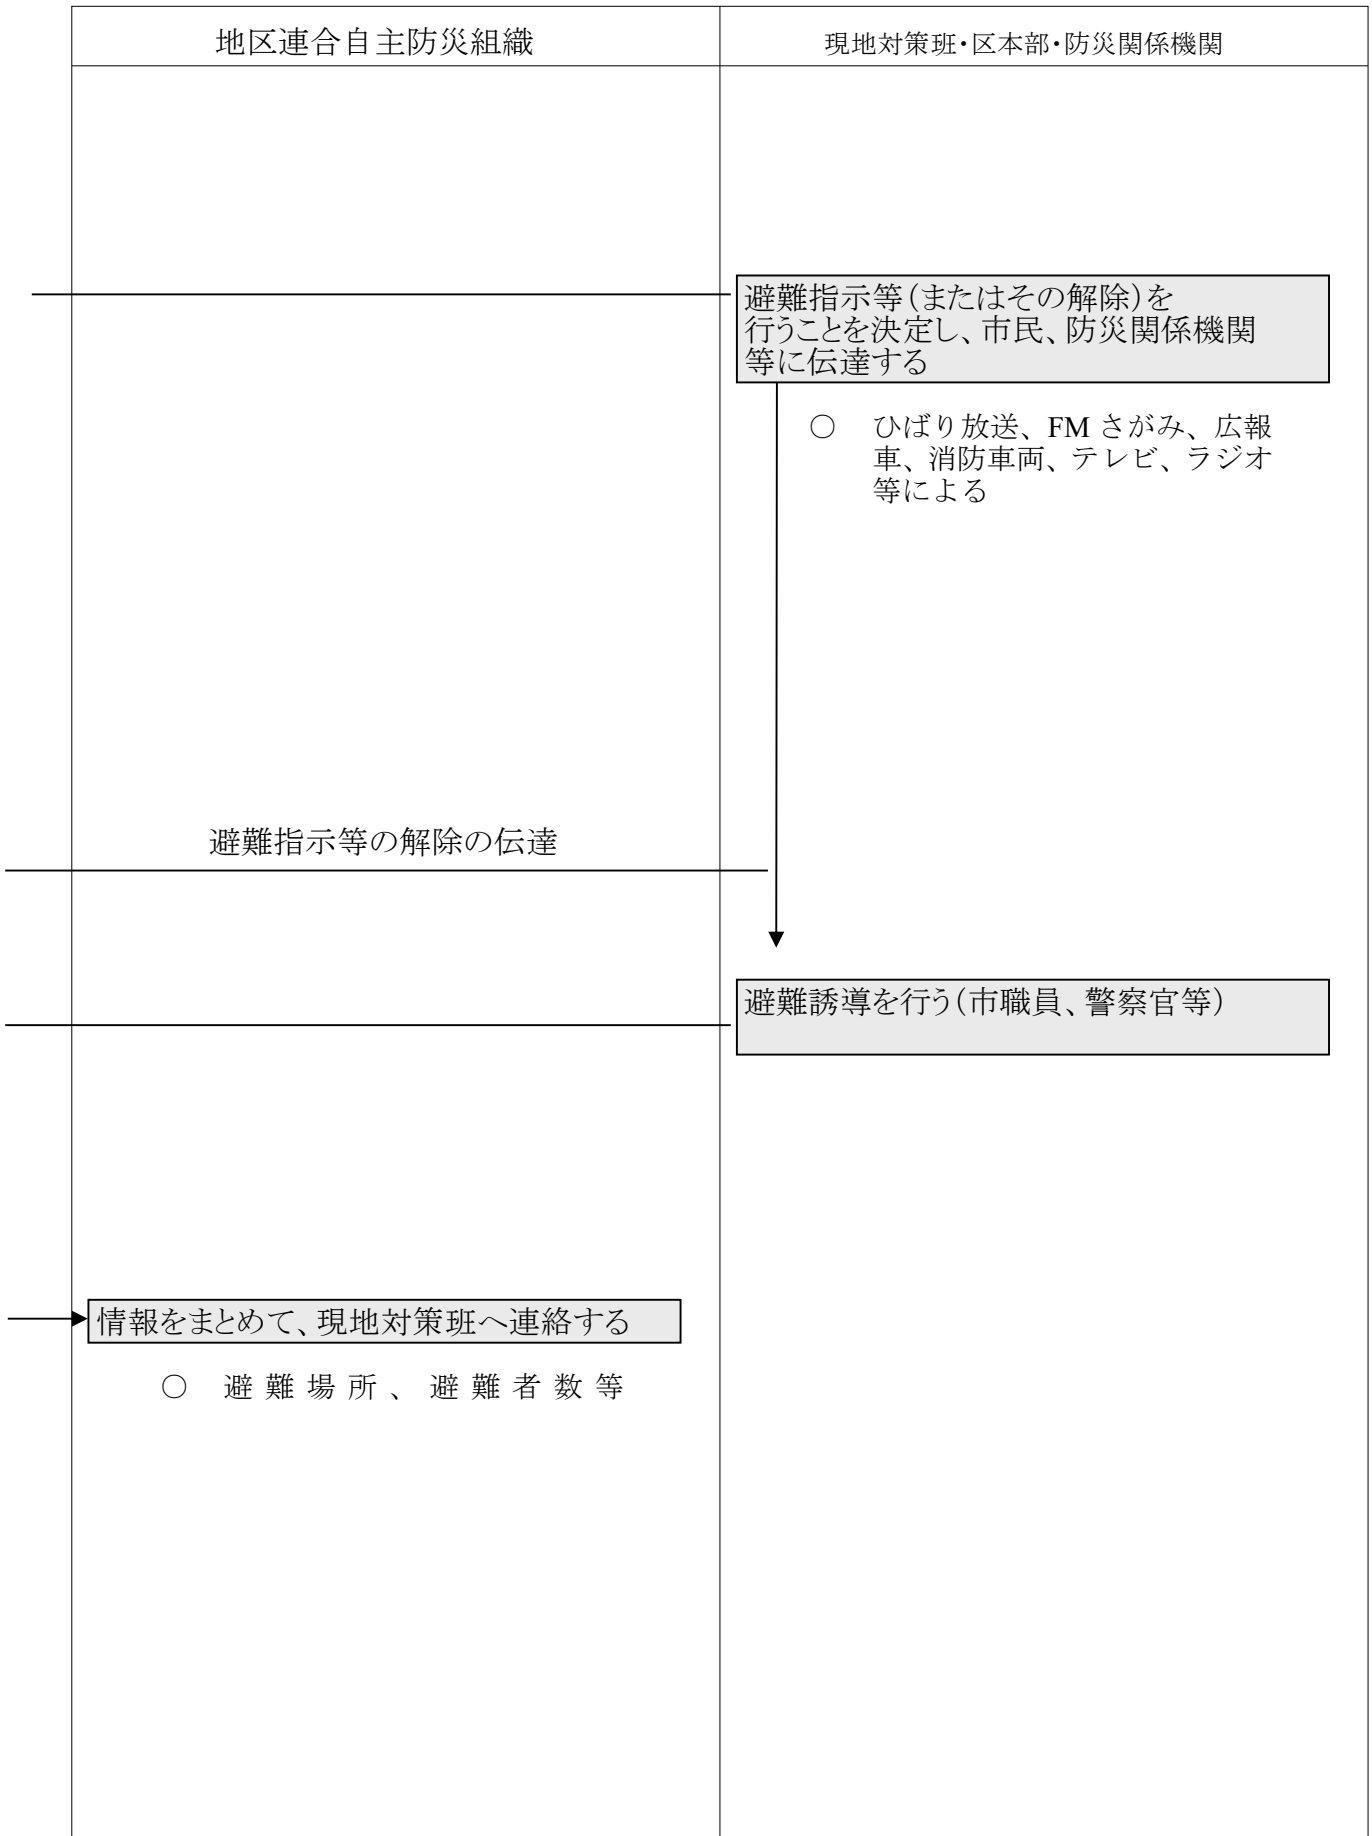 地区連合自主防災組織
現地対策班・区本部・防災関係機関
避難指示等（またはその解除）を
行うことを決定し、市民、防災関係機関
等に伝達する
○　ひばり放送、FM さがみ、広報
車、消防車両、テレビ、ラジオ
等による
避難指示等の解除の伝達
避難誘導を行う（市職員、警察官等）
情報をまとめて、現地対策班へ連絡する
○　避難場所、避難者数等